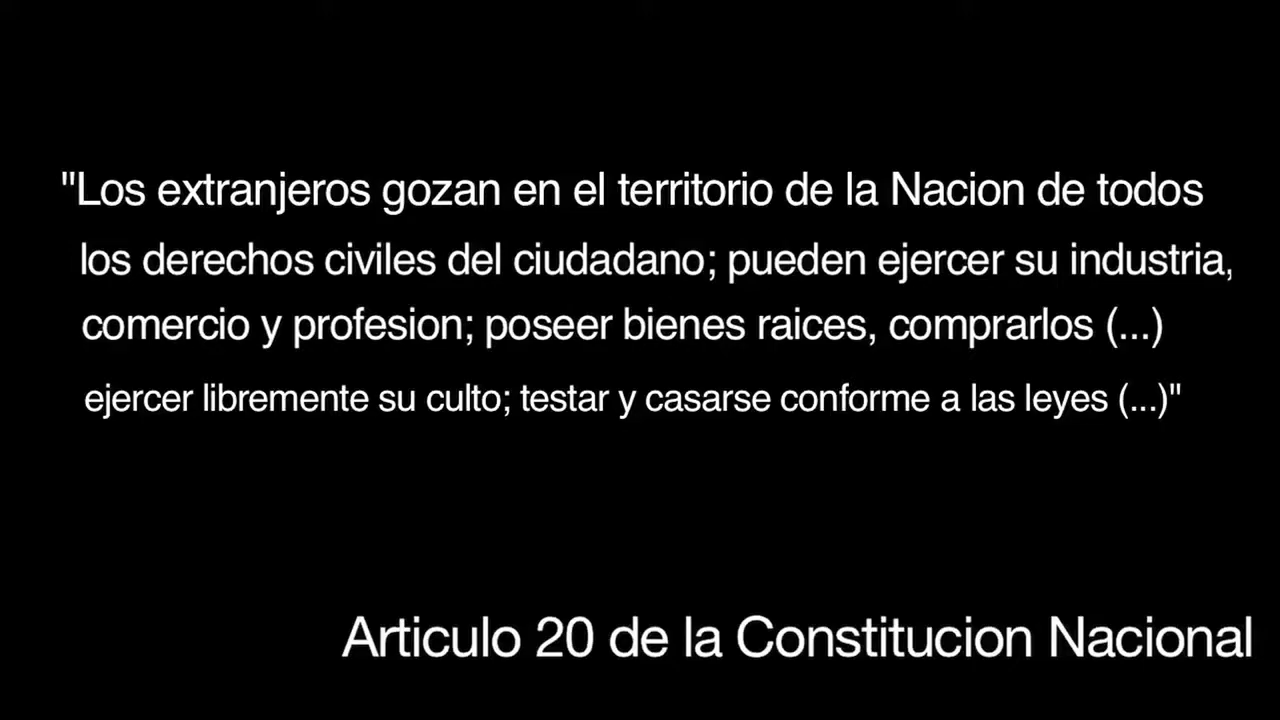 "Los extranjeros gozan en el territorio de la Nacion de todos
los derechos civiles del ciudadano; pueden ejercer su industria,
comercio y profesion; poseer bienes raices, comprarlos (...)
ejercer libremente su culto; testar y casarse conforme a las leyes (...)"
Articulo 20 de la Constitucion Nacional